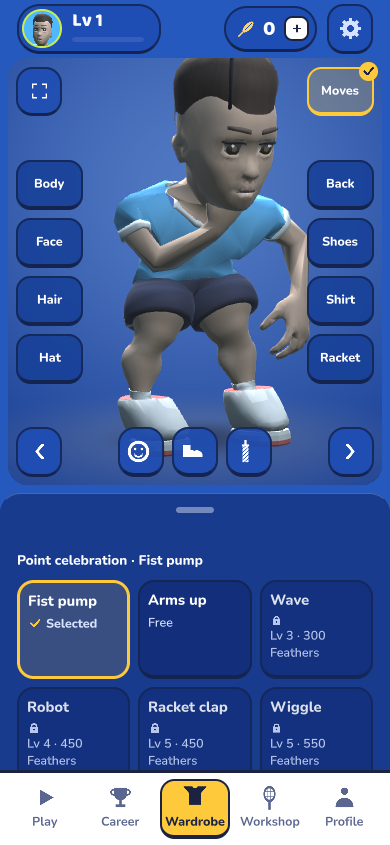 Lv 1
0
+
Moves
Body
Back
Face
Shoes
Hair
Shirt
Hat
Racket
Point celebration · Fist pump
Fist pump
Selected
Arms up
Free
Wave
Lv 3 · 300
Feathers
Robot
Lv 4 · 450
Feathers
Racket clap
Lv 5 · 450
Feathers
Wiggle
Lv 5 · 550
Feathers
Play
Career
Wardrobe
Workshop
Profile